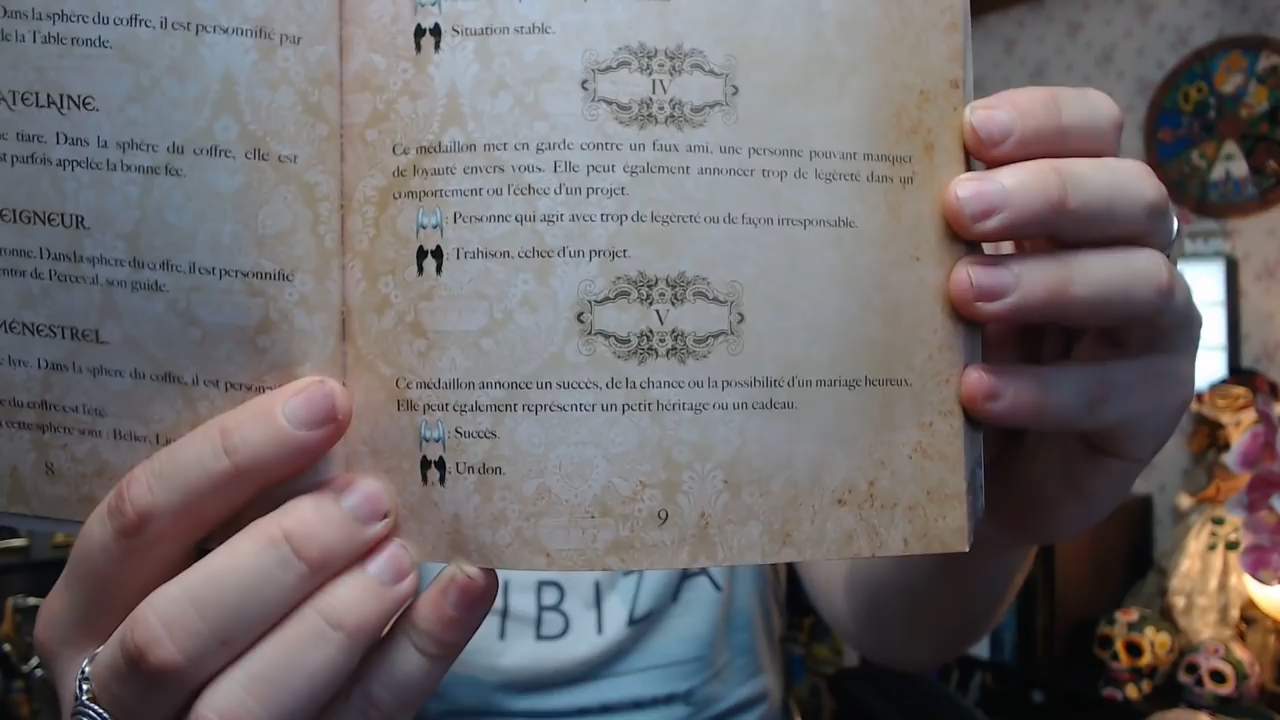 Dans la sphère du coffre, il est personnifié par
de la Table ronde.
ATELAINE.
tiare. Dans la sphère du coffre, elle est
parfois appelée la bonne fée.
EIGNEUR.
Dans la sphère du coffre, il est personnifié
de Perceval, son guide.
MÉNESTREL.
lyre. Dans la sphère du coffre, il est
du coffre est l'été.
cette sphère sont : Bélier,
8
: Situation stable.
IV
Ce médaillon met en garde contre un faux ami, une personne pouvant manquer
de loyauté envers vous. Elle peut également annoncer trop de légèreté dans un
comportement ou l'échec d'un projet.
: Personne qui agit avec trop de légèreté ou de façon irresponsable.
: Trahison, échec d'un projet.
V
Ce médaillon annonce un succès, de la chance ou la possibilité d'un mariage heureux.
Elle peut également représenter un petit héritage ou un cadeau.
: Succès.
: Un don.
9
IBIZA